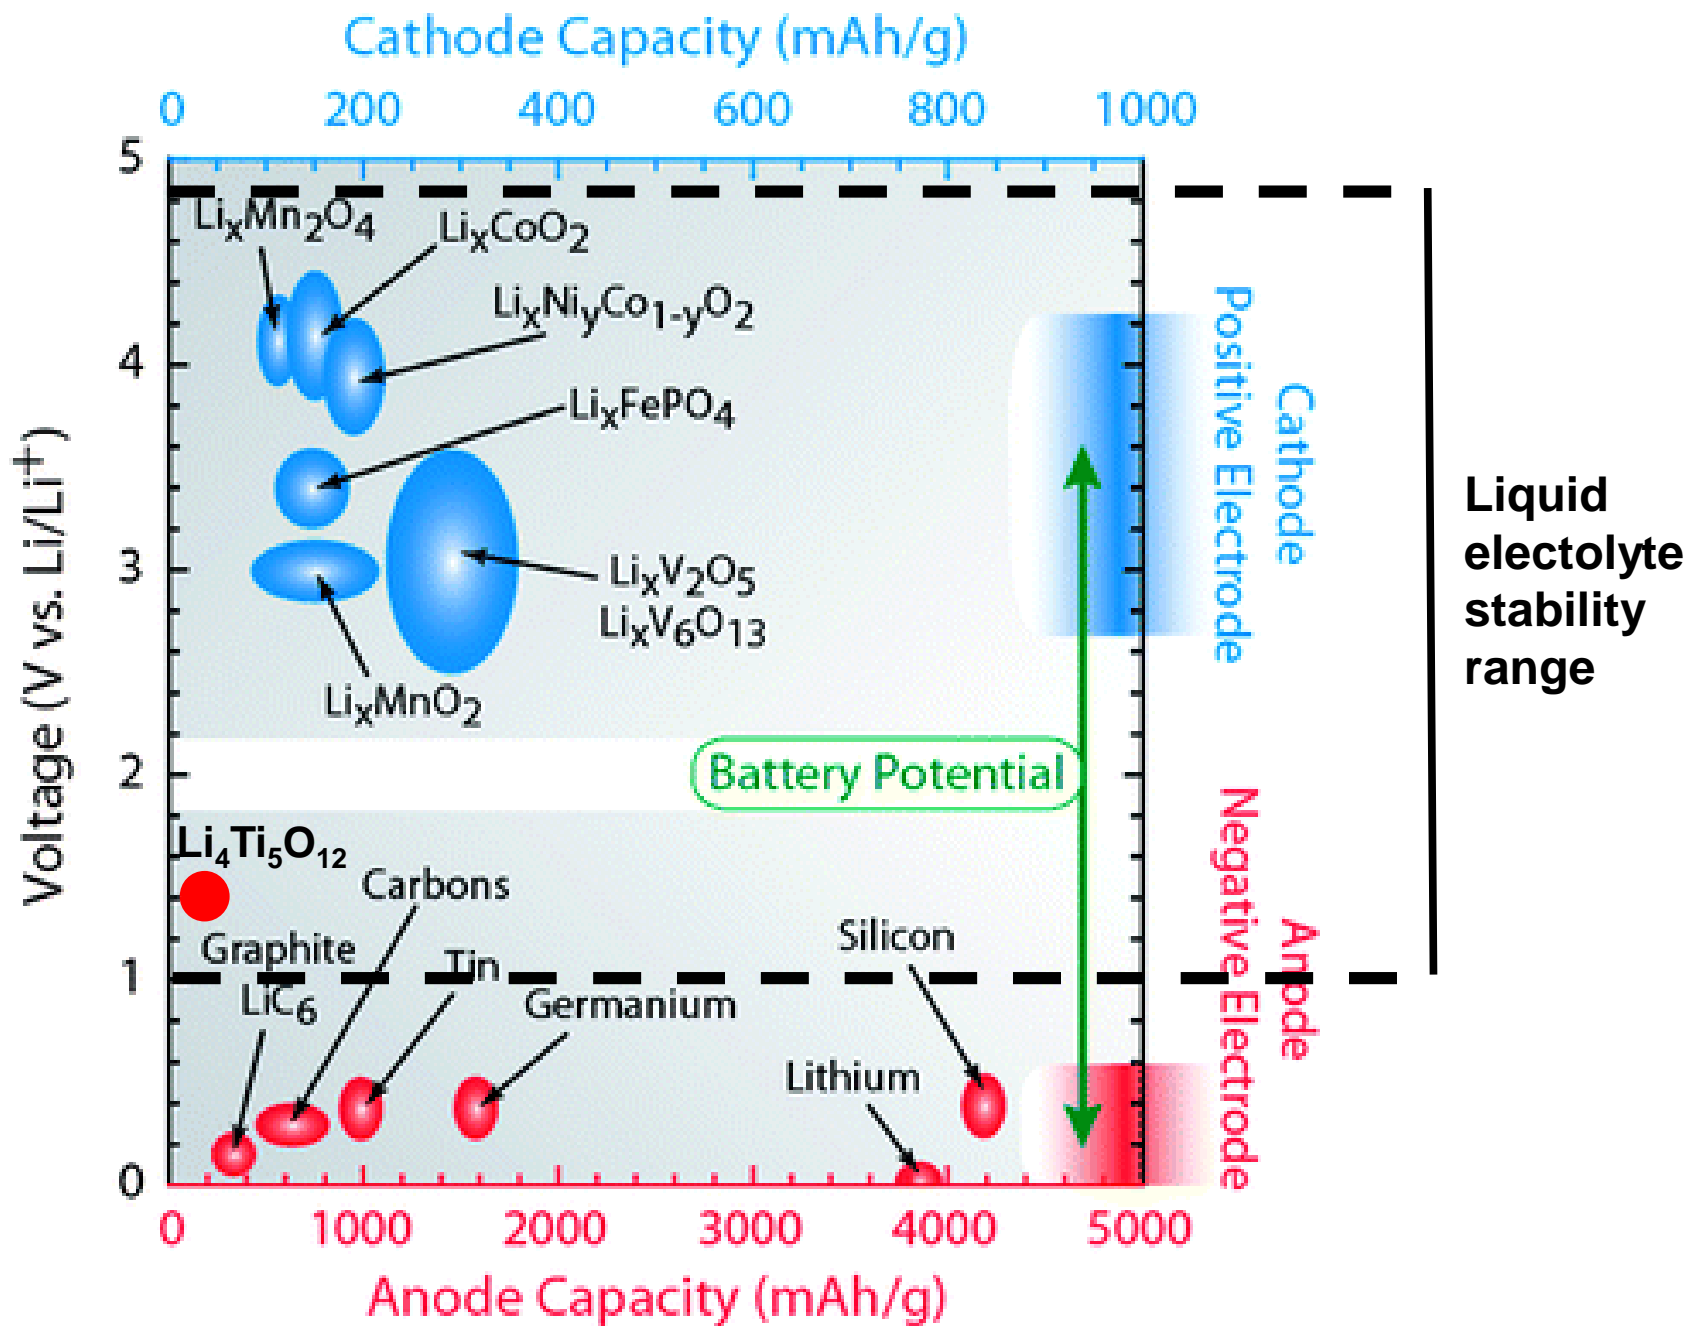 Cathode Capacity (mAh/g)
0 200 400 600 800 1000
5
4
3
2
1
0
Voltage (V vs. Li/Li⁺)
LiₓMn₂O₄
LiₓCoO₂
LiₓNiyCo₁₋yO₂
LiₓFePO₄
LiₓV₂O₅
LiₓV₆O₁₃
LiₓMnO₂
Battery Potential
Li₄Ti₅O₁₂
Carbons
Graphite
LiC₆
Tin
Germanium
Silicon
Lithium
Positive Electrode
Cathode
Negative Electrode
Anode
Liquid
electolyte
stability
range
0 1000 2000 3000 4000 5000
Anode Capacity (mAh/g)